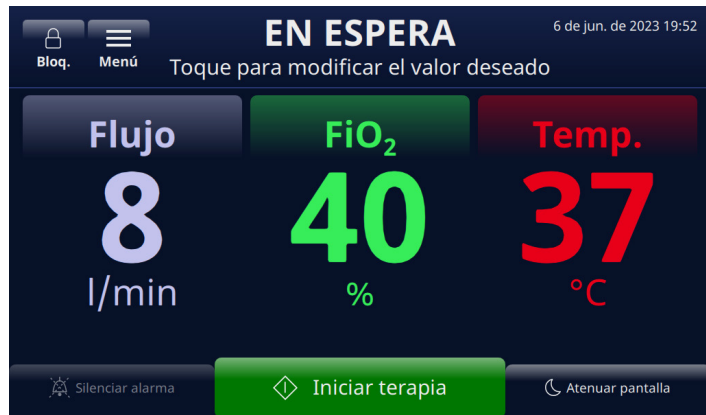 EN ESPERA
6 de jun. de 2023 19:52
Bloq.
Menú
Toque para modificar el valor deseado
Flujo
FiO₂
Temp.
8
40
37
l/min
%
°C
Silenciar alarma
Iniciar terapia
Atenuar pantalla